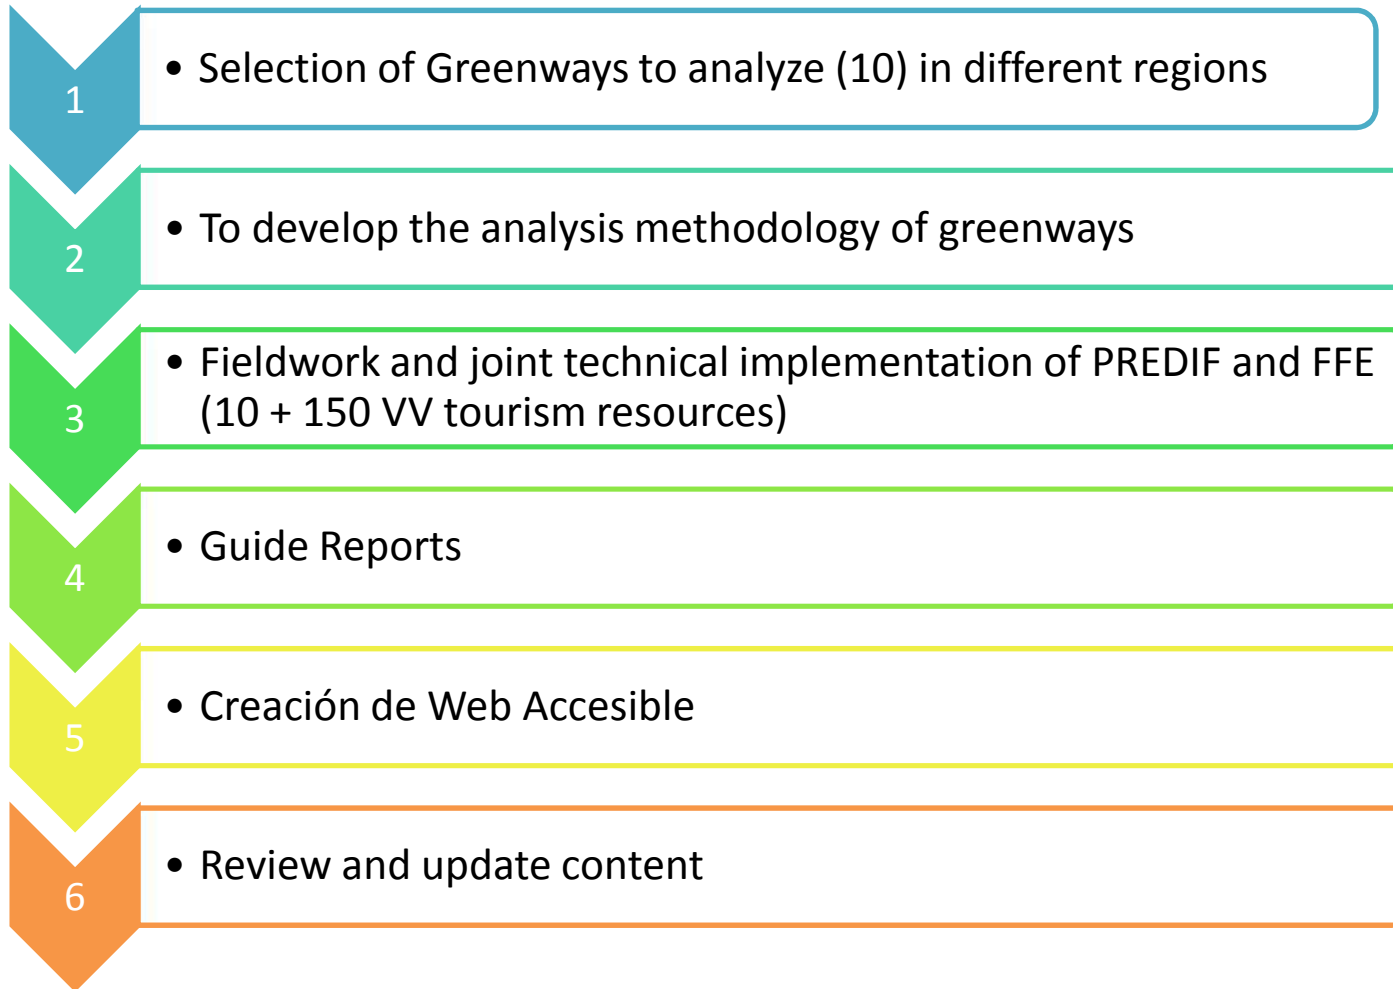 1
• Selection of Greenways to analyze (10) in different regions
2
• To develop the analysis methodology of greenways
3
• Fieldwork and joint technical implementation of PREDIF and FFE
(10 + 150 VV tourism resources)
4
• Guide Reports
5
• Creación de Web Accesible
6
• Review and update content